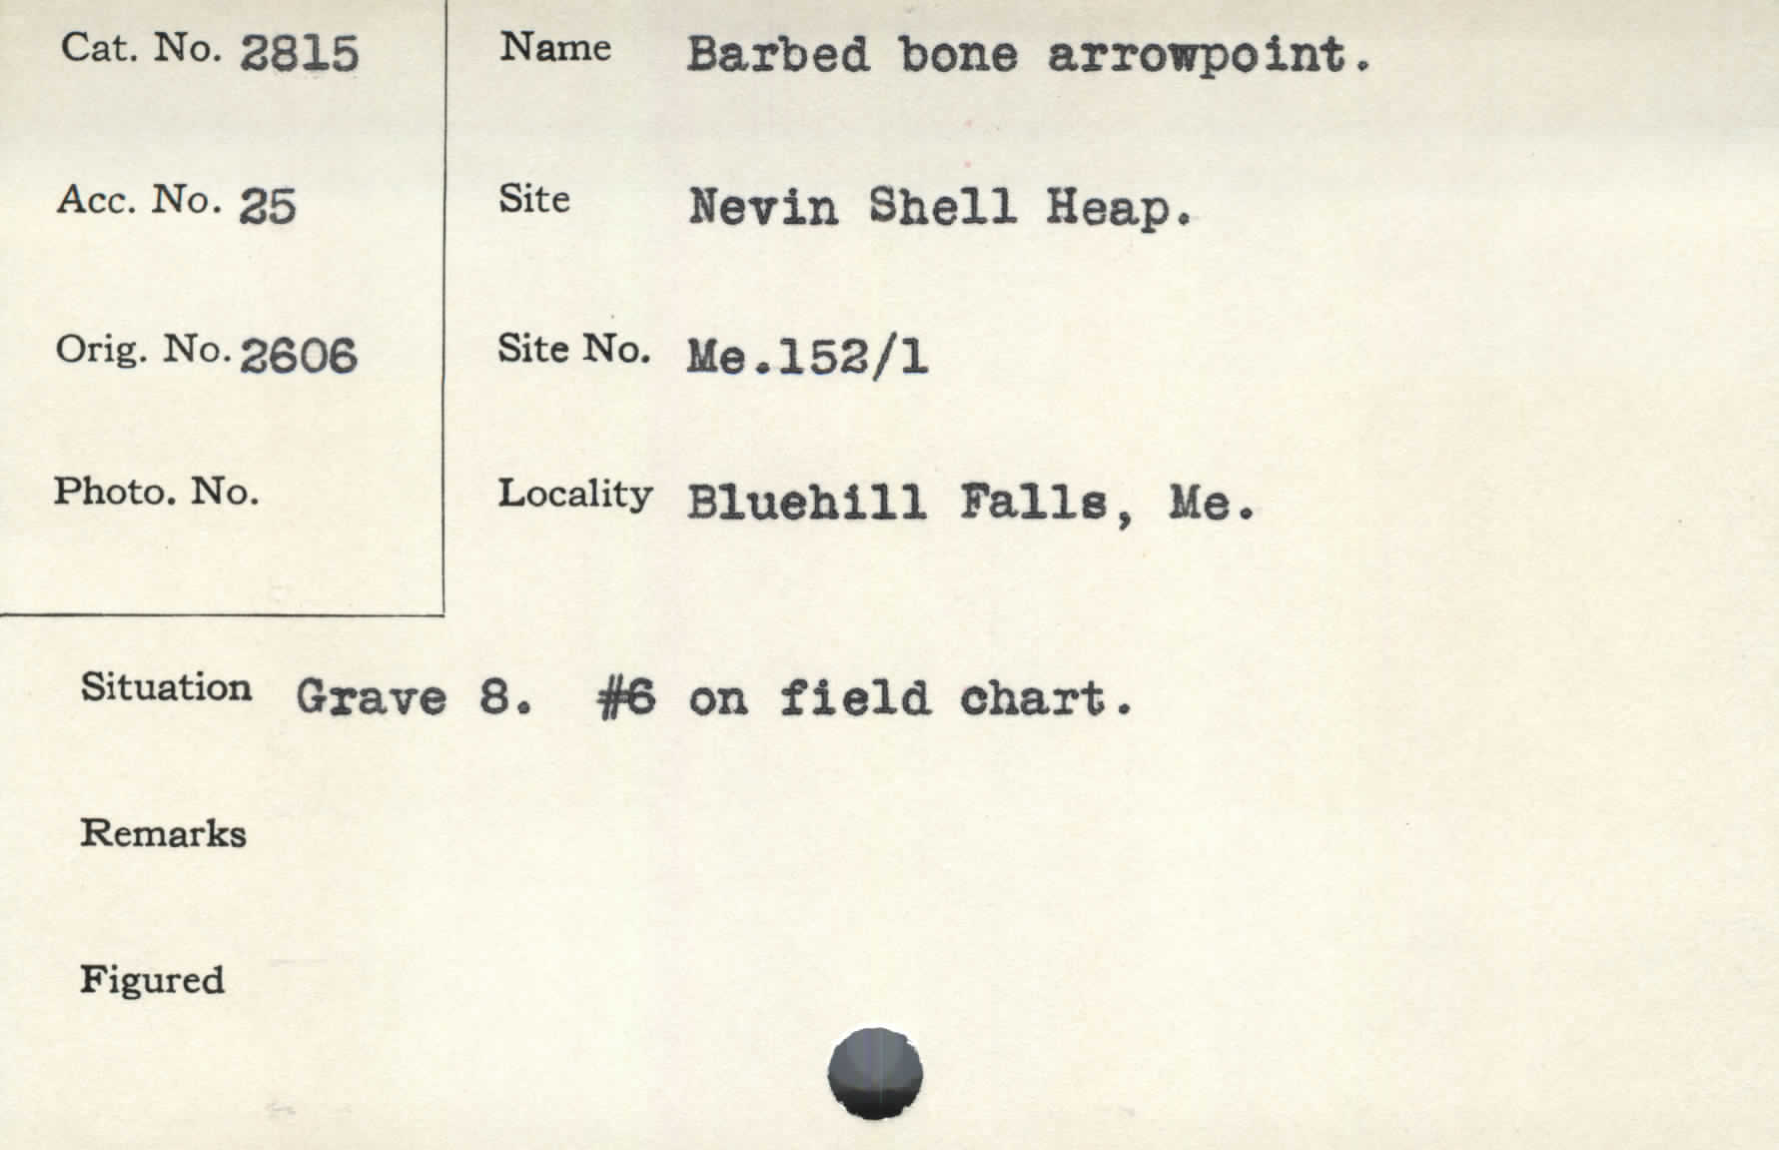 Cat. No. 2815
Acc. No. 25
Orig. No. 2606
Photo. No.
Name Barbed bone arrowpoint.
Site Nevin Shell Heap.
Site No. Me.152/1
Locality Bluehill Falls, Me.
Situation Grave 8. #6 on field chart.
Remarks
Figured